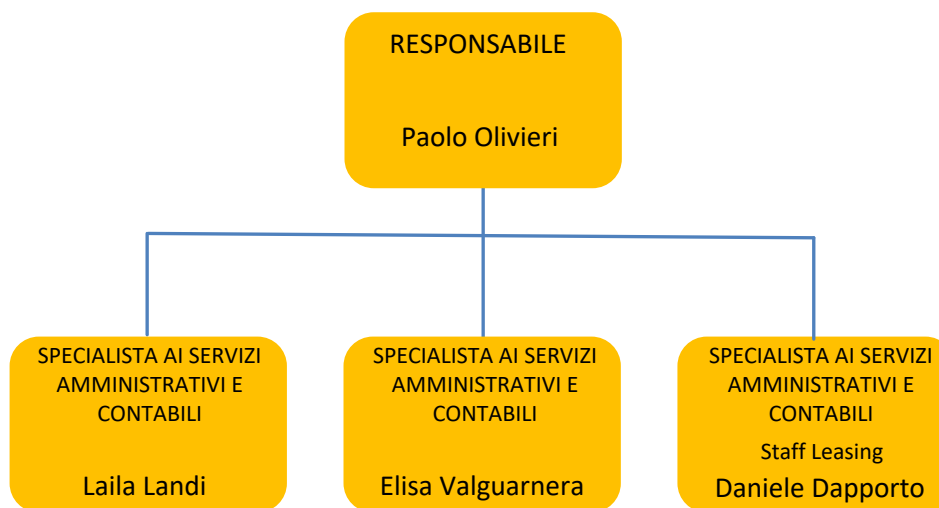 RESPONSABILE
Paolo Olivieri
SPECIALISTA AI SERVIZI
AMMINISTRATIVI E
CONTABILI
Laila Landi
SPECIALISTA AI SERVIZI
AMMINISTRATIVI E
CONTABILI
Elisa Valguarnera
SPECIALISTA AI SERVIZI
AMMINISTRATIVI E
CONTABILI
Staff Leasing
Daniele Dapporto